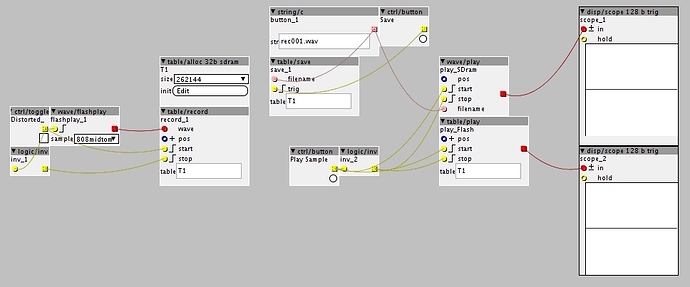 ctrl/toggle
Distorted_
logic/inv
inv_1
wave/flashplay
flashplay_1
sample 808midtom
table/alloc 32b sdram
T1
size 262144
init Edit
table/record
record_1
wave
pos
start
stop
table T1
string/c
button_1
str rec001.wav
ctrl/button
Save
table/save
save_1
filename
trig
table T1
ctrl/button
Play Sample
logic/inv
inv_2
wave/play
play_SDram
pos
start
stop
filename
table/play
play_Flash
pos
start
stop
table T1
disp/scope 128 b trig
scope_1
in
hold
disp/scope 128 b trig
scope_2
in
hold